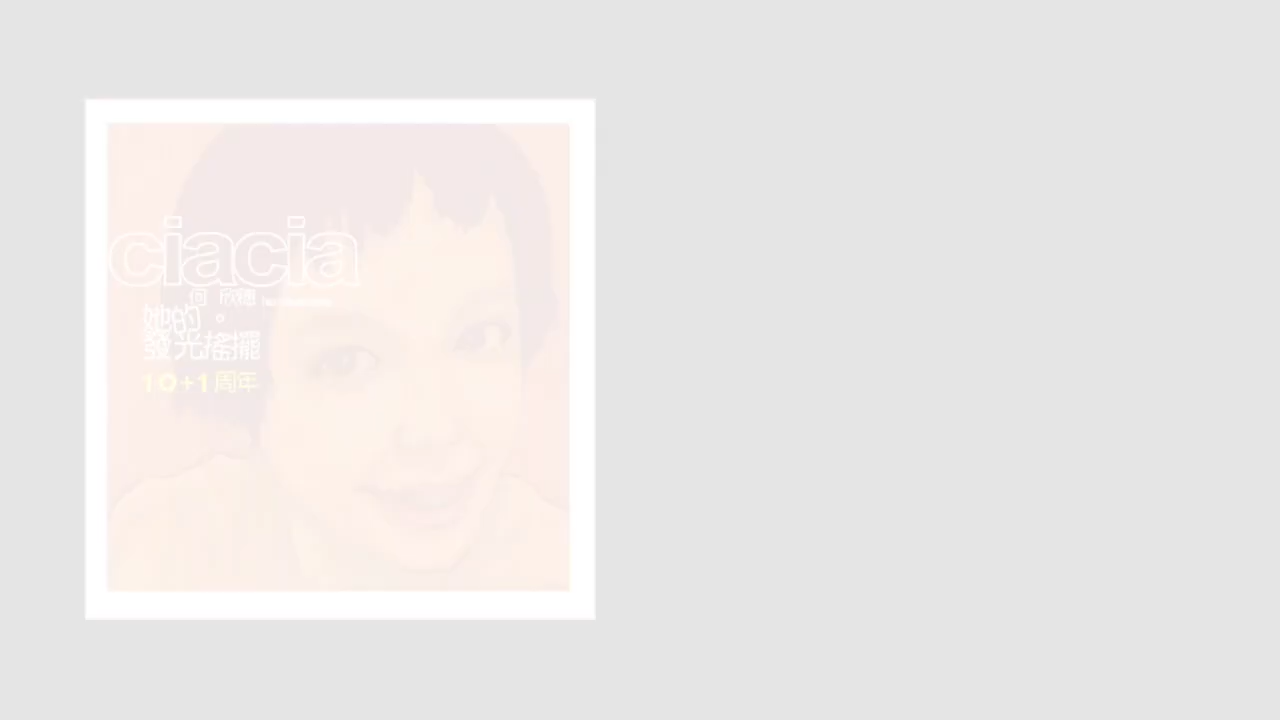 ciacia
何 欣穗
她的。
發光搖擺
10+1周年